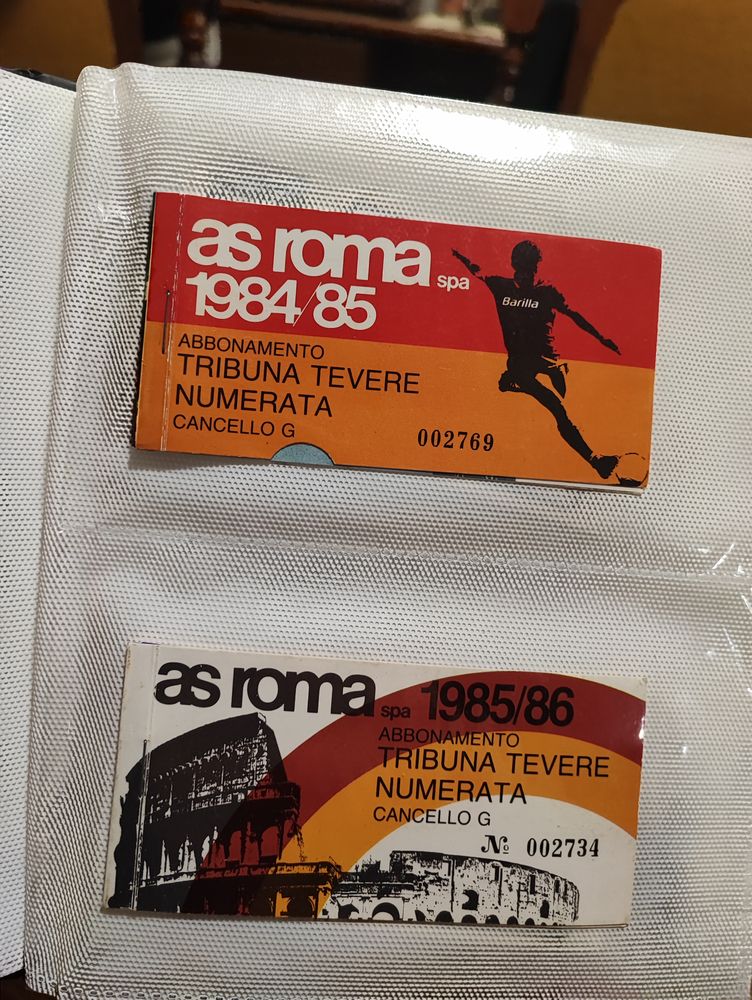 as roma spa
1984/85
Barilla
ABBONAMENTO
TRIBUNA TEVERE
NUMERATA
CANCELLO G
002769
as roma spa 1985/86
ABBONAMENTO
TRIBUNA TEVERE
NUMERATA
CANCELLO G
№ 002734